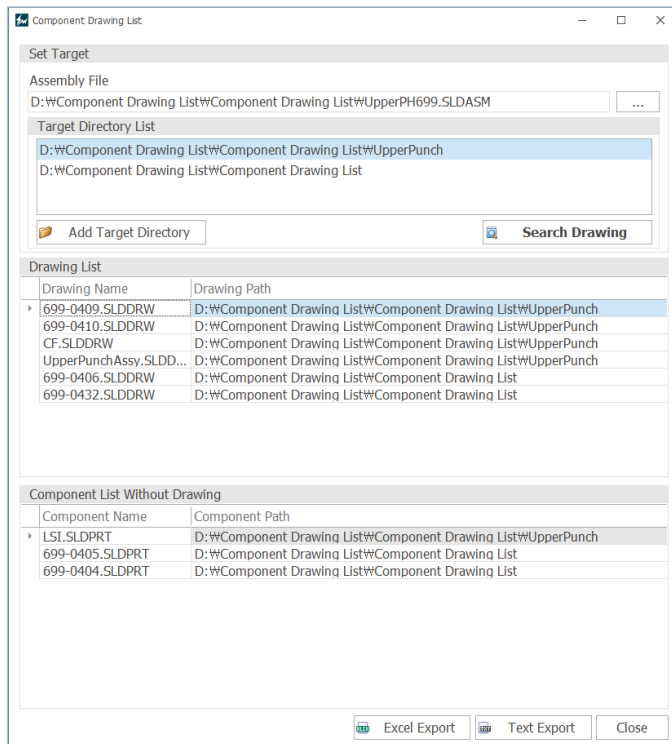 Component Drawing List
Set Target
Assembly File
D:₩Component Drawing List₩Component Drawing List₩UpperPH699.SLDASM
...
Target Directory List
D:₩Component Drawing List₩Component Drawing List₩UpperPunch
D:₩Component Drawing List₩Component Drawing List
Add Target Directory
Search Drawing
Drawing List
Drawing Name Drawing Path
699-0409.SLDDRW D:₩Component Drawing List₩Component Drawing List₩UpperPunch
699-0410.SLDDRW D:₩Component Drawing List₩Component Drawing List₩UpperPunch
CF.SLDDRW D:₩Component Drawing List₩Component Drawing List₩UpperPunch
UpperPunchAssy.SLDD... D:₩Component Drawing List₩Component Drawing List₩UpperPunch
699-0406.SLDDRW D:₩Component Drawing List₩Component Drawing List
699-0432.SLDDRW D:₩Component Drawing List₩Component Drawing List
Component List Without Drawing
Component Name Component Path
LSI.SLDPRT D:₩Component Drawing List₩Component Drawing List₩UpperPunch
699-0405.SLDPRT D:₩Component Drawing List₩Component Drawing List
699-0404.SLDPRT D:₩Component Drawing List₩Component Drawing List
Excel Export Text Export Close